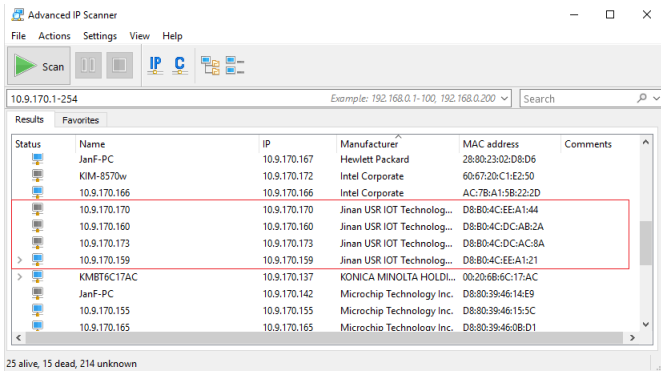 Advanced IP Scanner
File Actions Settings View Help
Scan IP C
10.9.170.1-254 Example: 192.168.0.1-100, 192.168.0.200 Search
Results Favorites
Status Name IP Manufacturer MAC address Comments
JanF-PC 10.9.170.167 Hewlett Packard 28:80:23:02:D8:D6
KIM-8570w 10.9.170.172 Intel Corporate 60:67:20:C1:E2:50
10.9.170.166 10.9.170.166 Intel Corporate AC:7B:A1:5B:22:2D
10.9.170.170 10.9.170.170 Jinan USR IOT Technolog... D8:B0:4C:EE:A1:44
10.9.170.160 10.9.170.160 Jinan USR IOT Technolog... D8:B0:4C:DC:AB:2A
10.9.170.173 10.9.170.173 Jinan USR IOT Technolog... D8:B0:4C:DC:AC:8A
10.9.170.159 10.9.170.159 Jinan USR IOT Technolog... D8:B0:4C:EE:A1:21
KMBT6C17AC 10.9.170.137 KONICA MINOLTA HOLDI... 00:20:6B:6C:17:AC
JanF-PC 10.9.170.142 Microchip Technology Inc. D8:80:39:46:14:E9
10.9.170.155 10.9.170.155 Microchip Technology Inc. D8:80:39:46:15:5C
10.9.170.165 10.9.170.165 Microchip Technology Inc. D8:80:39:46:0B:D1
25 alive, 15 dead, 214 unknown